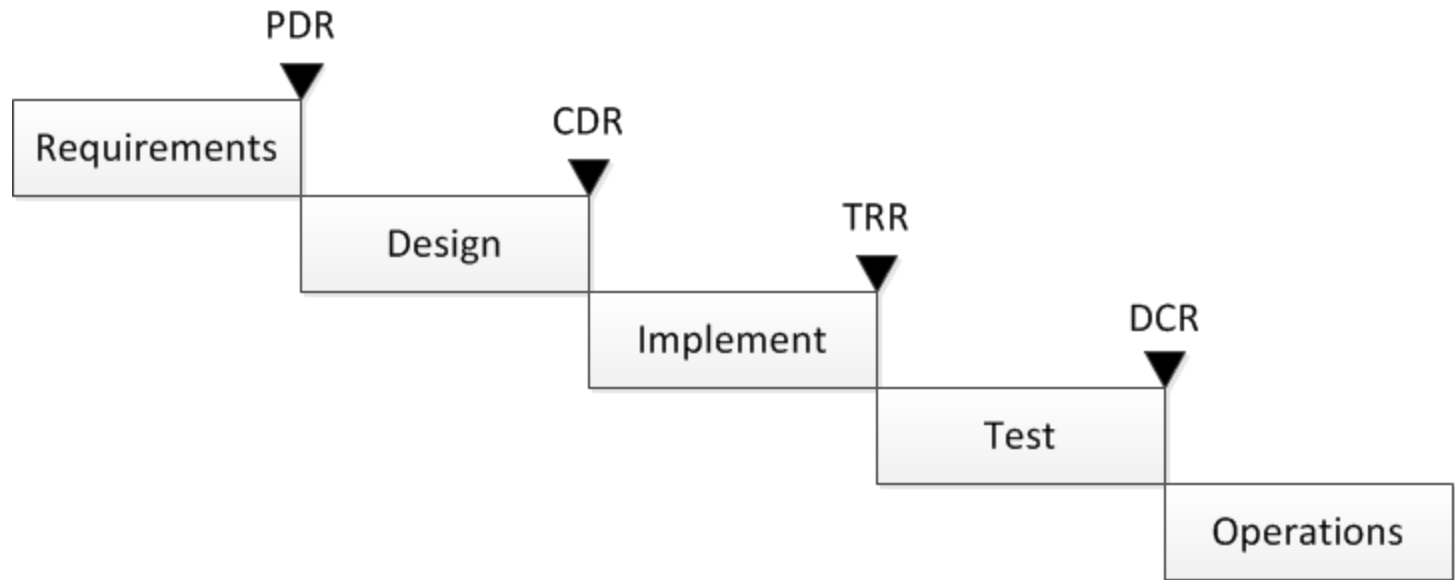 PDR
Requirements
CDR
Design
TRR
Implement
DCR
Test
Operations